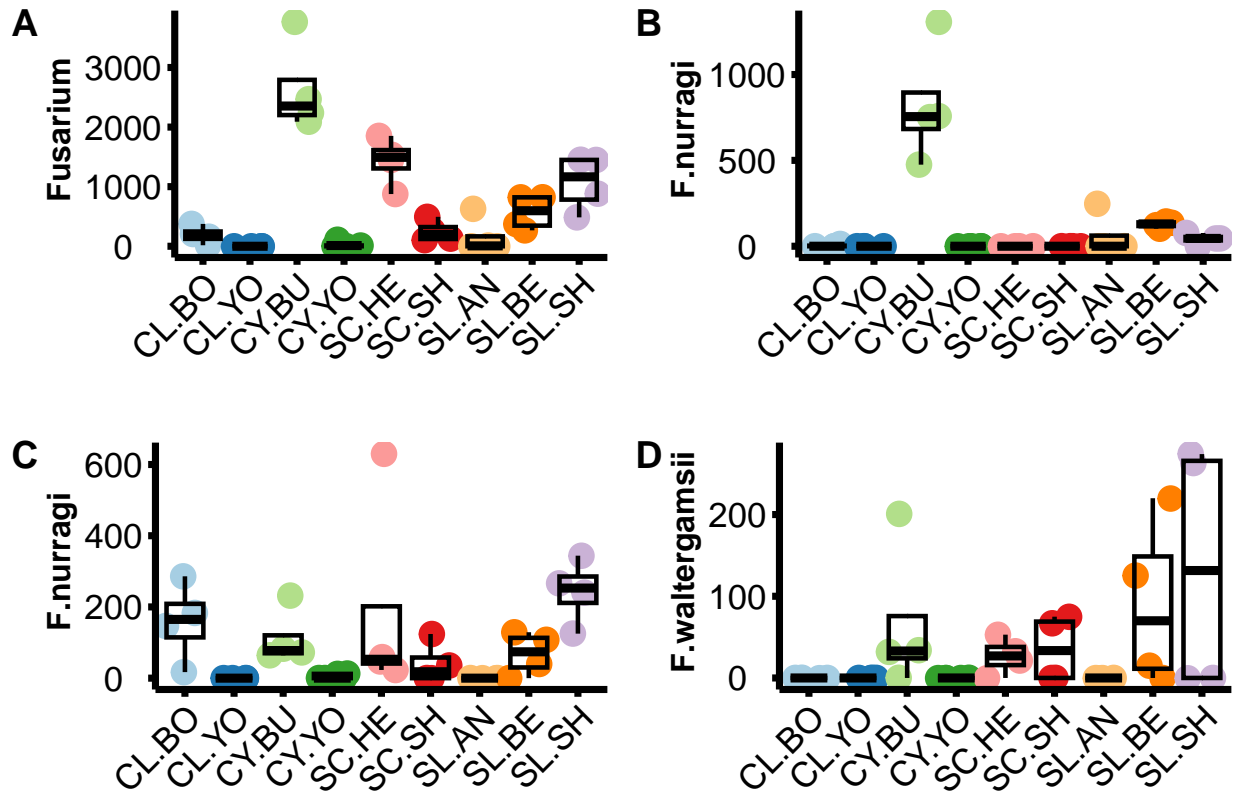 A
Fusarium
3000
2000
1000
0
CL.BO
CL.YO
CY.BU
CY.YO
SC.HE
SC.SH
SL.AN
SL.BE
SL.SH
B
F.nurragi
1000
500
0
CL.BO
CL.YO
CY.BU
CY.YO
SC.HE
SC.SH
SL.AN
SL.BE
SL.SH
C
F.nurragi
600
400
200
0
CL.BO
CL.YO
CY.BU
CY.YO
SC.HE
SC.SH
SL.AN
SL.BE
SL.SH
D
F.waltergamsii
200
100
0
CL.BO
CL.YO
CY.BU
CY.YO
SC.HE
SC.SH
SL.AN
SL.BE
SL.SH